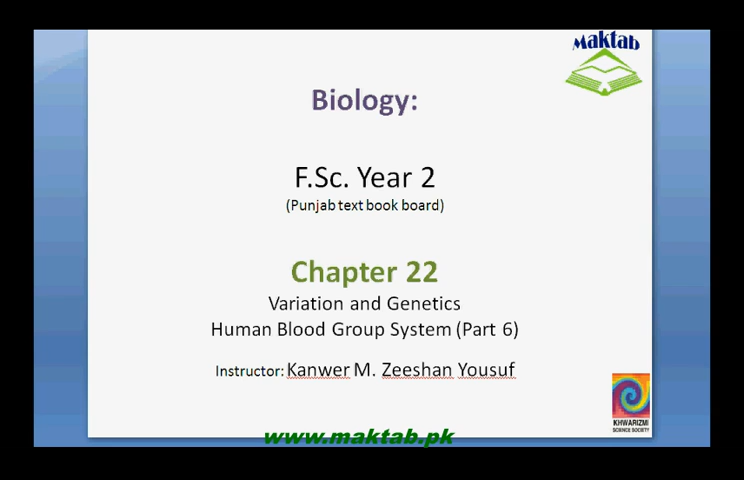 Maktab
Biology:
F.Sc. Year 2
(Punjab text book board)
Chapter 22
Variation and Genetics
Human Blood Group System (Part 6)
Instructor: Kanwer M. Zeeshan Yousuf
KHWARIZMI
SCIENCE SOCIETY
www.maktab.pk